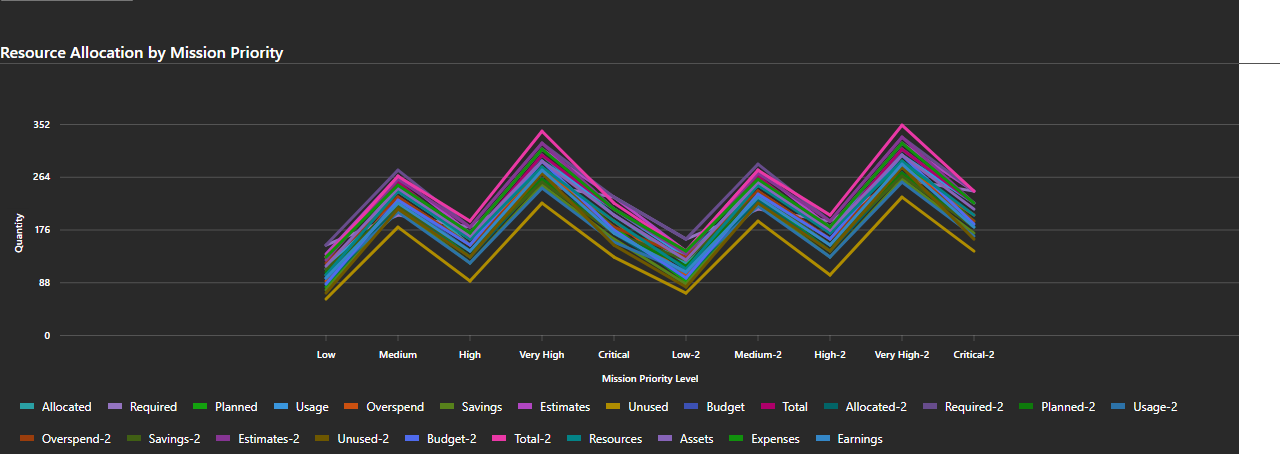 Resource Allocation by Mission Priority
352
264
176
88
0
Quantity
Low Medium High Very High Critical Low-2 Medium-2 High-2 Very High-2 Critical-2
Mission Priority Level
Allocated Required Planned Usage Overspend Savings Estimates Unused Budget Total Allocated-2 Required-2 Planned-2 Usage-2
Overspend-2 Savings-2 Estimates-2 Unused-2 Budget-2 Total-2 Resources Assets Expenses Earnings